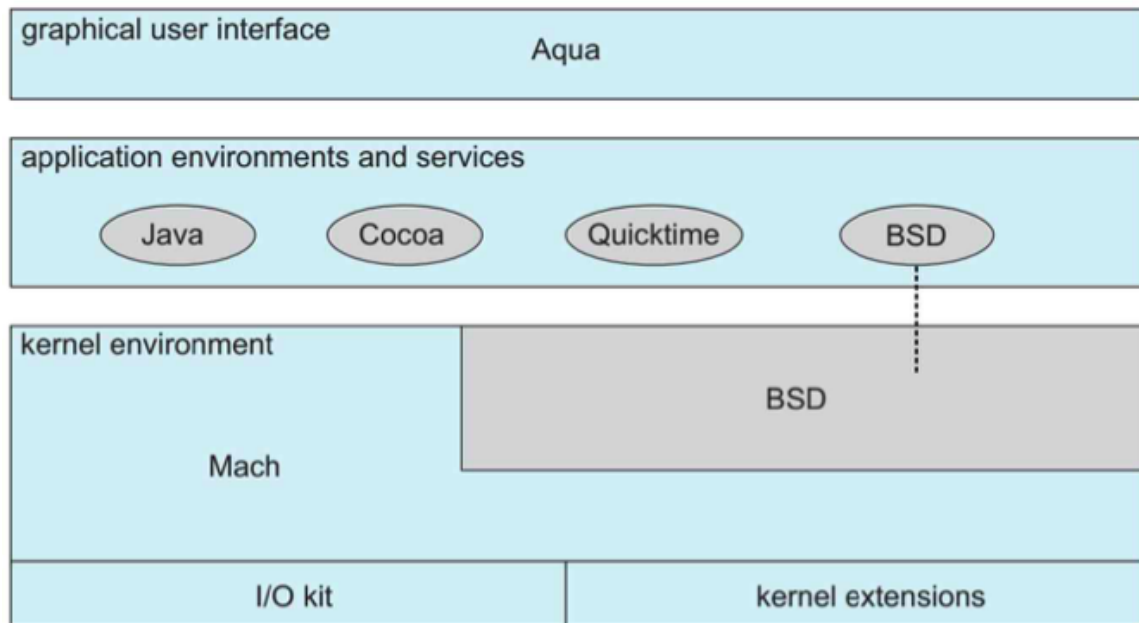 graphical user interface
Aqua
application environments and services
Java
Cocoa
Quicktime
BSD
kernel environment
BSD
Mach
I/O kit
kernel extensions